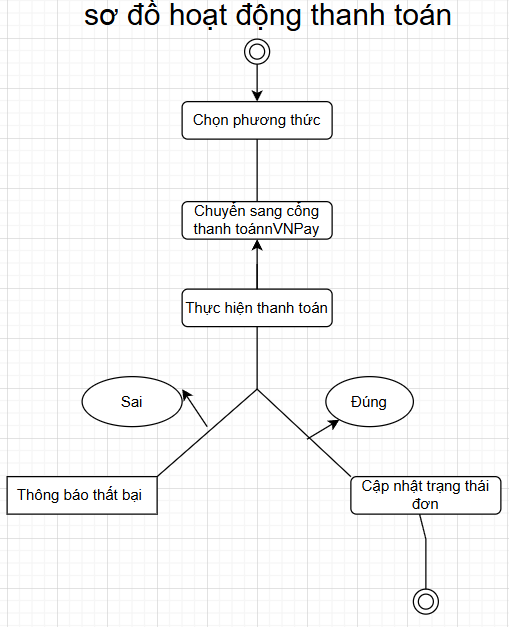 sơ đồ hoạt động thanh toán
Chọn phương thức
Chuyển sang cổng
thanh toánnVNPay
Thực hiện thanh toán
Sai
Đúng
Thông báo thất bại
Cập nhật trạng thái
đơn